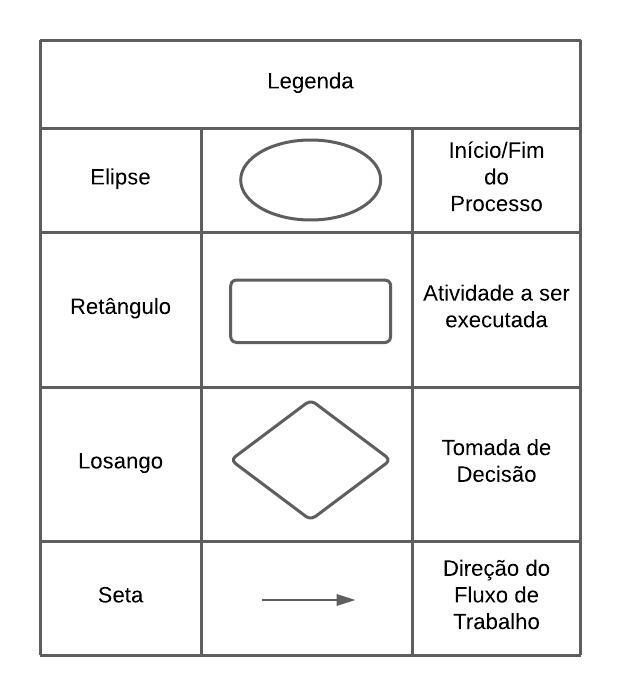 Legenda
Elipse
Início/Fim
do
Processo
Retângulo
Atividade a ser
executada
Losango
Tomada de
Decisão
Seta
Direção do
Fluxo de
Trabalho